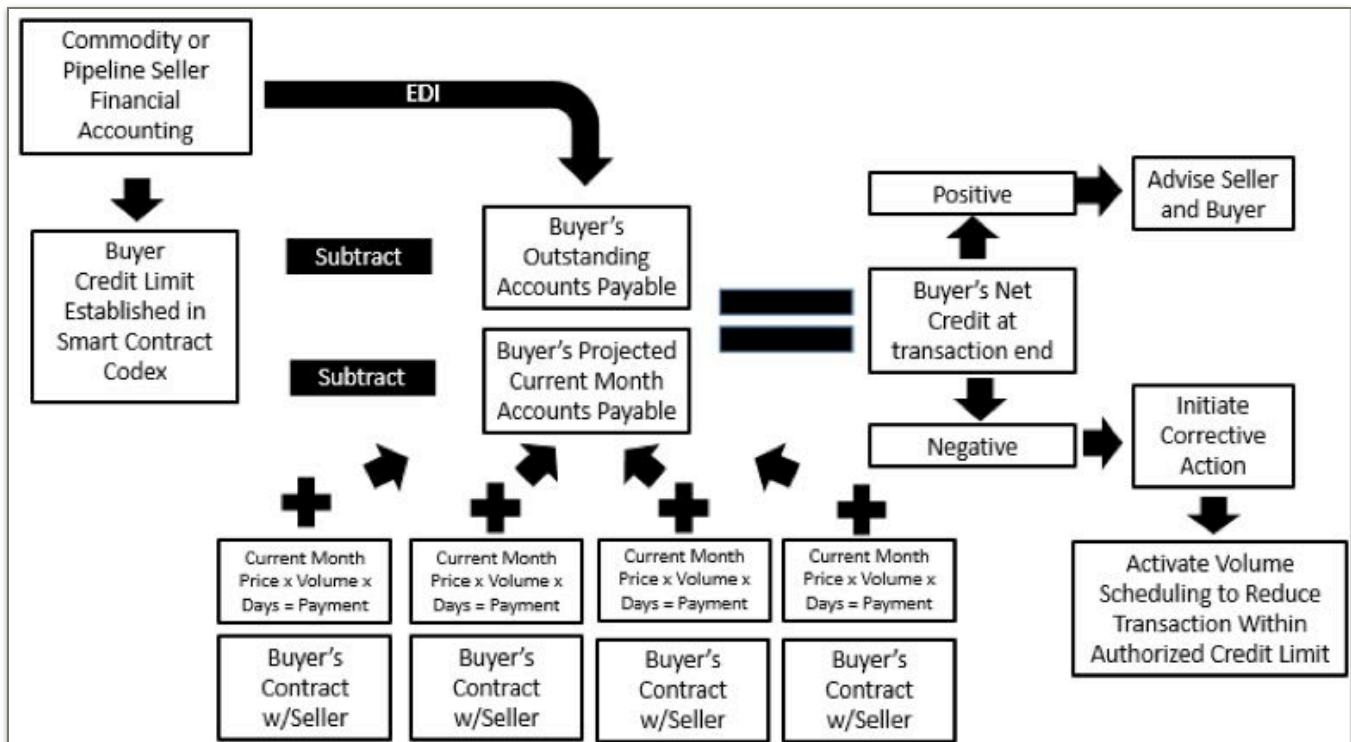 Commodity or
Pipeline Seller
Financial
Accounting
EDI
Buyer
Credit Limit
Established in
Smart Contract
Codex
Subtract
Subtract
Buyer's
Outstanding
Accounts Payable
Buyer's Projected
Current Month
Accounts Payable
Positive
Advise Seller
and Buyer
Buyer's Net
Credit at
transaction end
Negative
Initiate
Corrective
Action
Activate Volume
Scheduling to Reduce
Transaction Within
Authorized Credit Limit
Current Month
Price x Volume x
Days = Payment
Current Month
Price x Volume x
Days = Payment
Current Month
Price x Volume x
Days = Payment
Current Month
Price x Volume x
Days = Payment
Buyer's
Contract
w/Seller
Buyer's
Contract
w/Seller
Buyer's
Contract
w/Seller
Buyer's
Contract
w/Seller